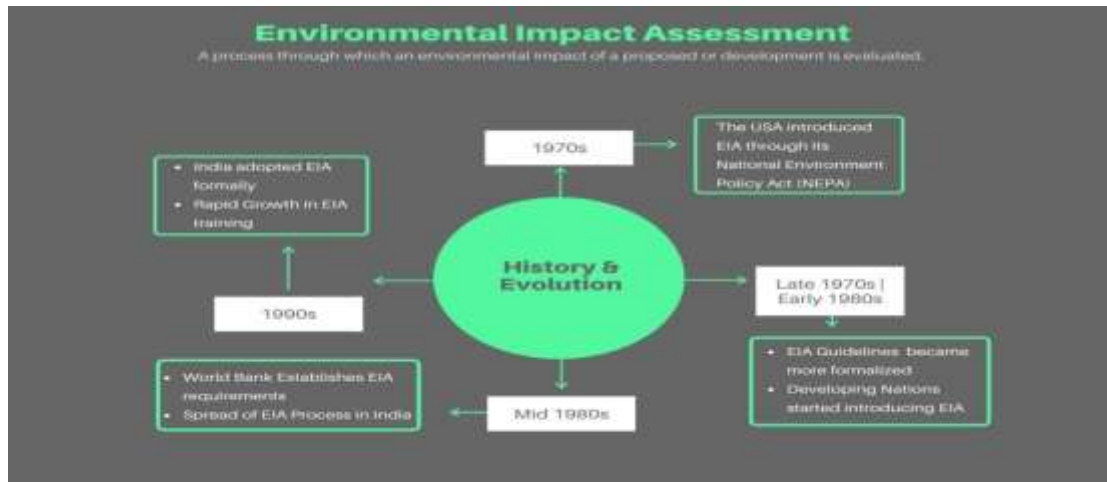 Environmental Impact Assessment
A process through which an environmental impact of a proposed or development is evaluated.
1970s
The USA introduced
EIA through its
National Environment
Policy Act (NEPA)
• India adopted EIA
formally
• Rapid Growth in EIA
training
History &
Evolution
Late 1970s |
Early 1980s
1990s
• EIA Guidelines became
more formalized
• Developing Nations
started introducing EIA
• World Bank Establishes EIA
requirements
• Spread of EIA Process in India
Mid 1980s